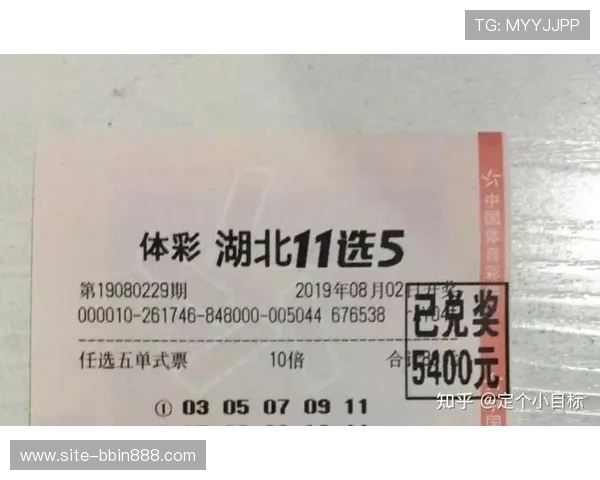 TG: MYYJJPP
中国体育彩
体彩 湖北11选5
第19080229期 2019年08月02日开奖
000010-261746-848000-005044 676538
已兑奖
5400元
任选五单式票 10倍
① 03 05 07 09 11
知乎 @定个小目标
www.site-bbin888.com